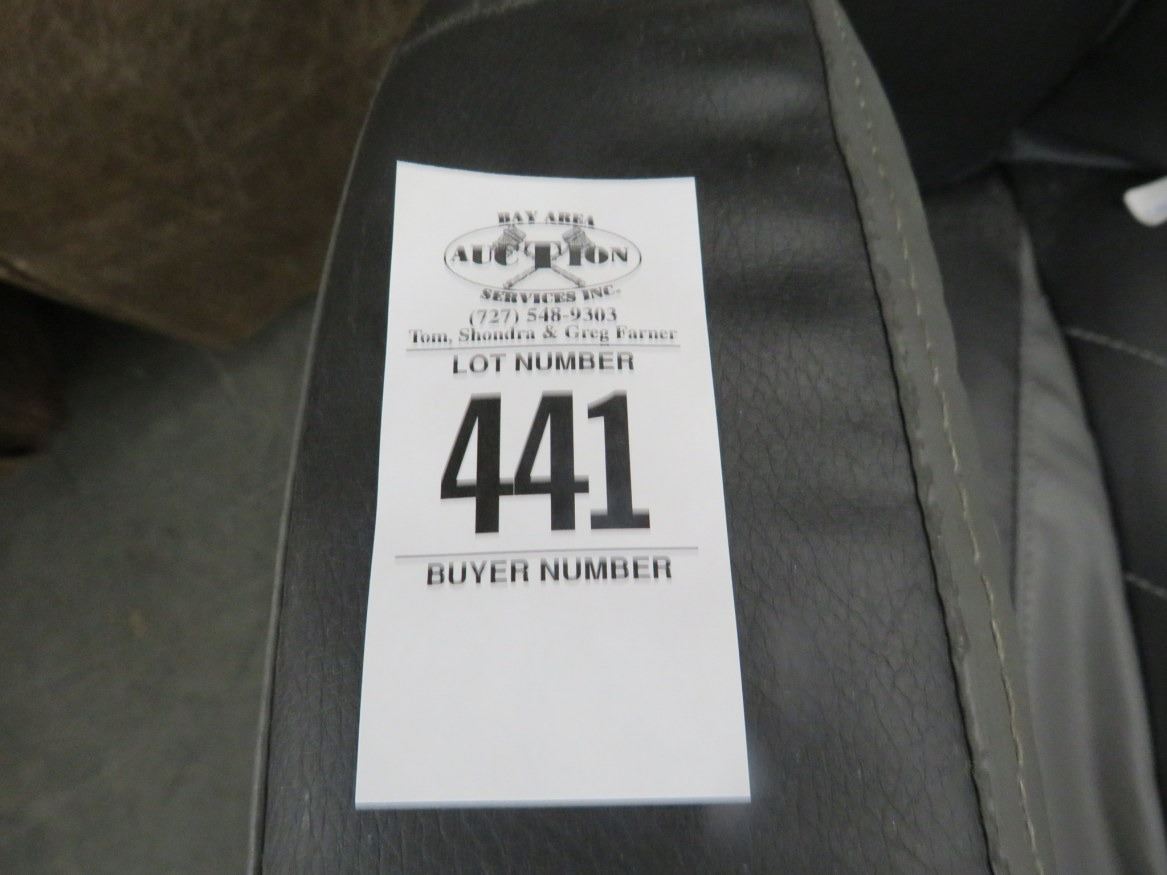 BAY AREA
AUCTION
SERVICES INC.
(727) 548-9303
Tom, Shondra & Greg Farner
LOT NUMBER
441
BUYER NUMBER